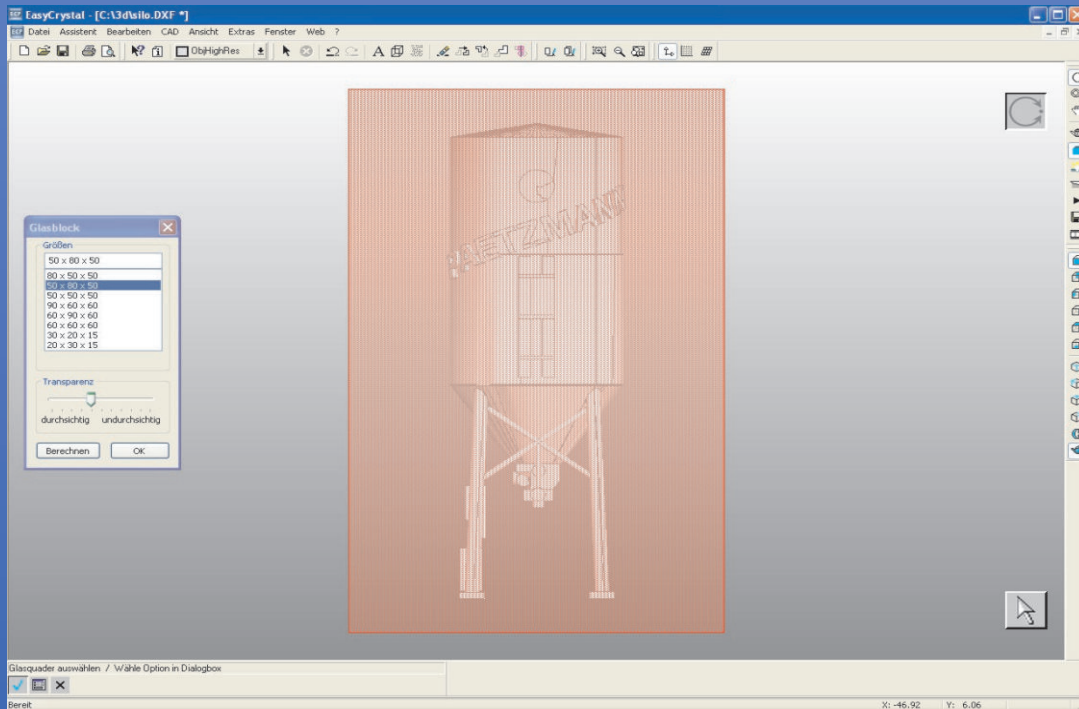 EasyCrystal - [C:\3d\silo.DXF *]
Datei Assistent Bearbeiten CAD Ansicht Extras Fenster Web ?
ObjHighRes
Glasblock
Größen
50 x 80 x 50
80 x 50 x 50
50 x 80 x 50
50 x 50 x 50
90 x 60 x 60
60 x 90 x 60
60 x 60 x 60
30 x 20 x 15
20 x 30 x 15
Transparenz
durchsichtig undurchsichtig
Berechnen OK
Glasquader auswählen / Wähle Option in Dialogbox
Bereit X: -46.92 Y: 6.06